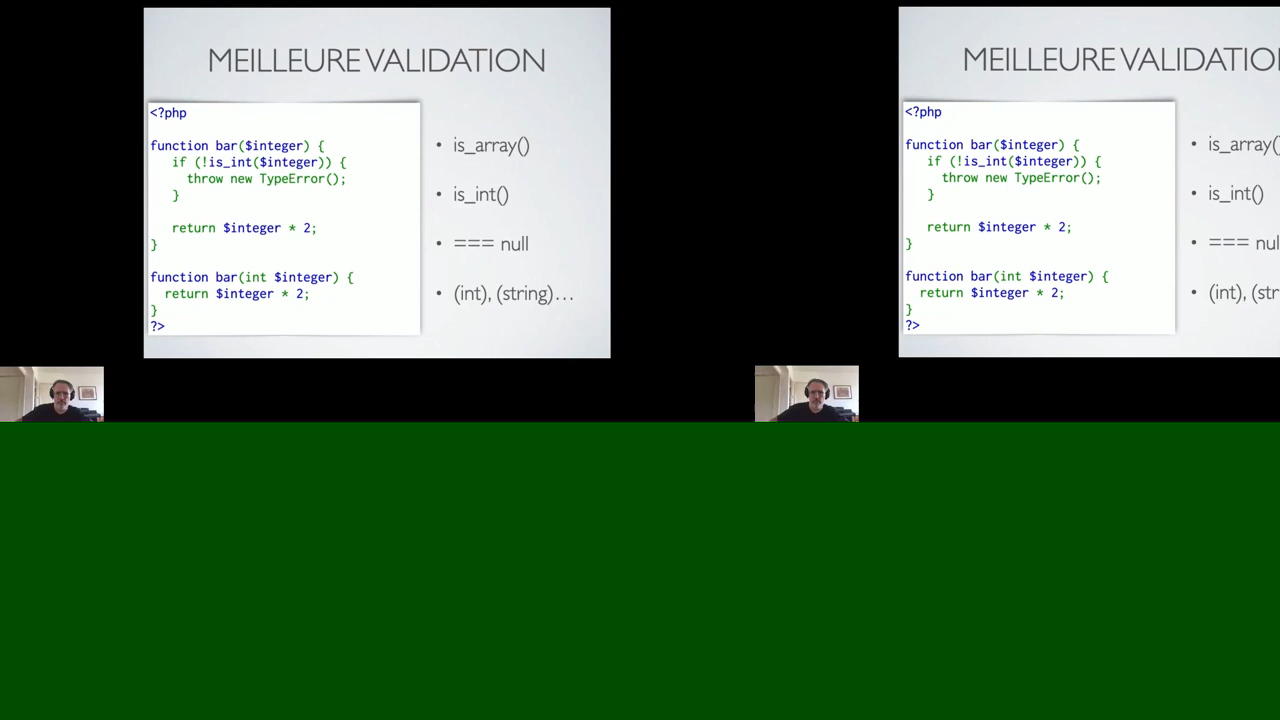 MEILLEURE VALIDATION
<?php
function bar($integer) {
if (!is_int($integer)) {
throw new TypeError();
}
return $integer * 2;
}
function bar(int $integer) {
return $integer * 2;
}
?>
• is_array()
• is_int()
• === null
• (int), (string)…
MEILLEURE VALIDATIO
<?php
function bar($integer) {
if (!is_int($integer)) {
throw new TypeError();
}
return $integer * 2;
}
function bar(int $integer) {
return $integer * 2;
}
?>
• is_array(
• is_int()
• === nul
• (int), (str